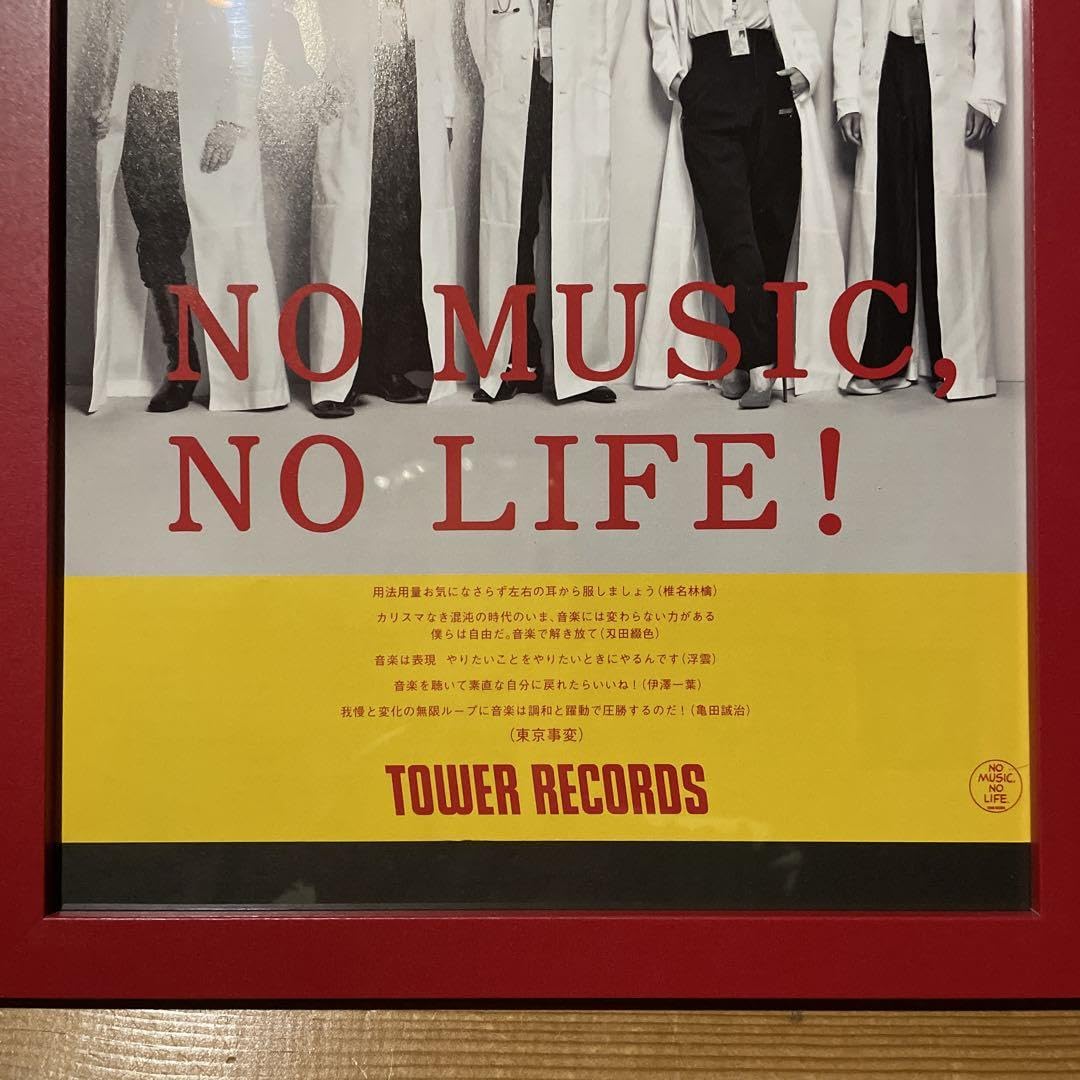 NO MUSIC,
NO LIFE!
用法用量お気になさらず左右の耳から服しましょう(椎名林檎)
カリスマなき混沌の時代のいま、音楽には変わらない力がある
僕らは自由だ。音楽で解き放て(刄田綴色)
音楽は表現 やりたいことをやりたいときにやるんです(浮雲)
音楽を聴いて素直な自分に戻れたらいいね!(伊澤一葉)
我慢と変化の無限ループに音楽は調和と躍動で圧勝するのだ!(亀田誠治)
(東京事変)
TOWER RECORDS
NO
MUSIC.
NO
LIFE.